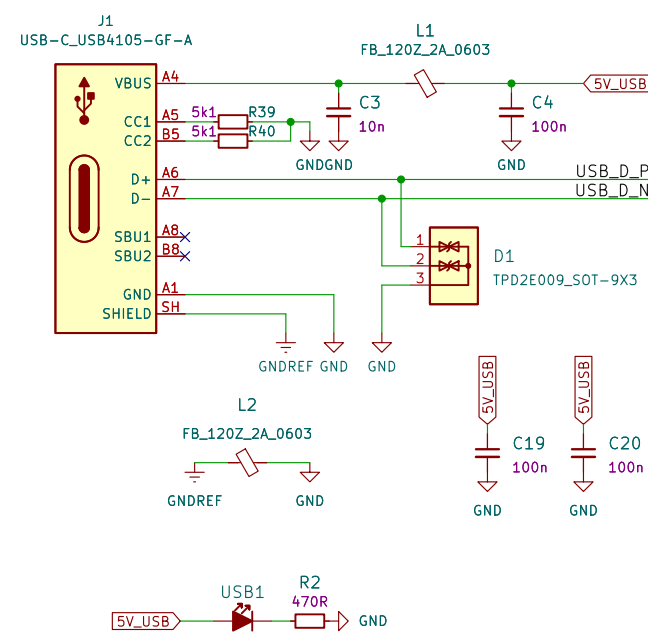 J1
USB-C_USB4105-GF-A
L1
FB_120Z_2A_0603
VBUS A4
5V_USB
C3
10n
C4
100n
CC1 A5 5k1 R39
CC2 B5 5k1 R40
GND GND
GND
D+ A6
USB_D_P
D- A7
USB_D_N
SBU1 A8
SBU2 B8
1
2
3
D1
TPD2E009_SOT-9X3
GND A1
SHIELD SH
GNDREF GND GND
L2
FB_120Z_2A_0603
GNDREF GND
5V_USB
C19
100n
GND
5V_USB
C20
100n
GND
USB1
R2
470R
5V_USB
GND